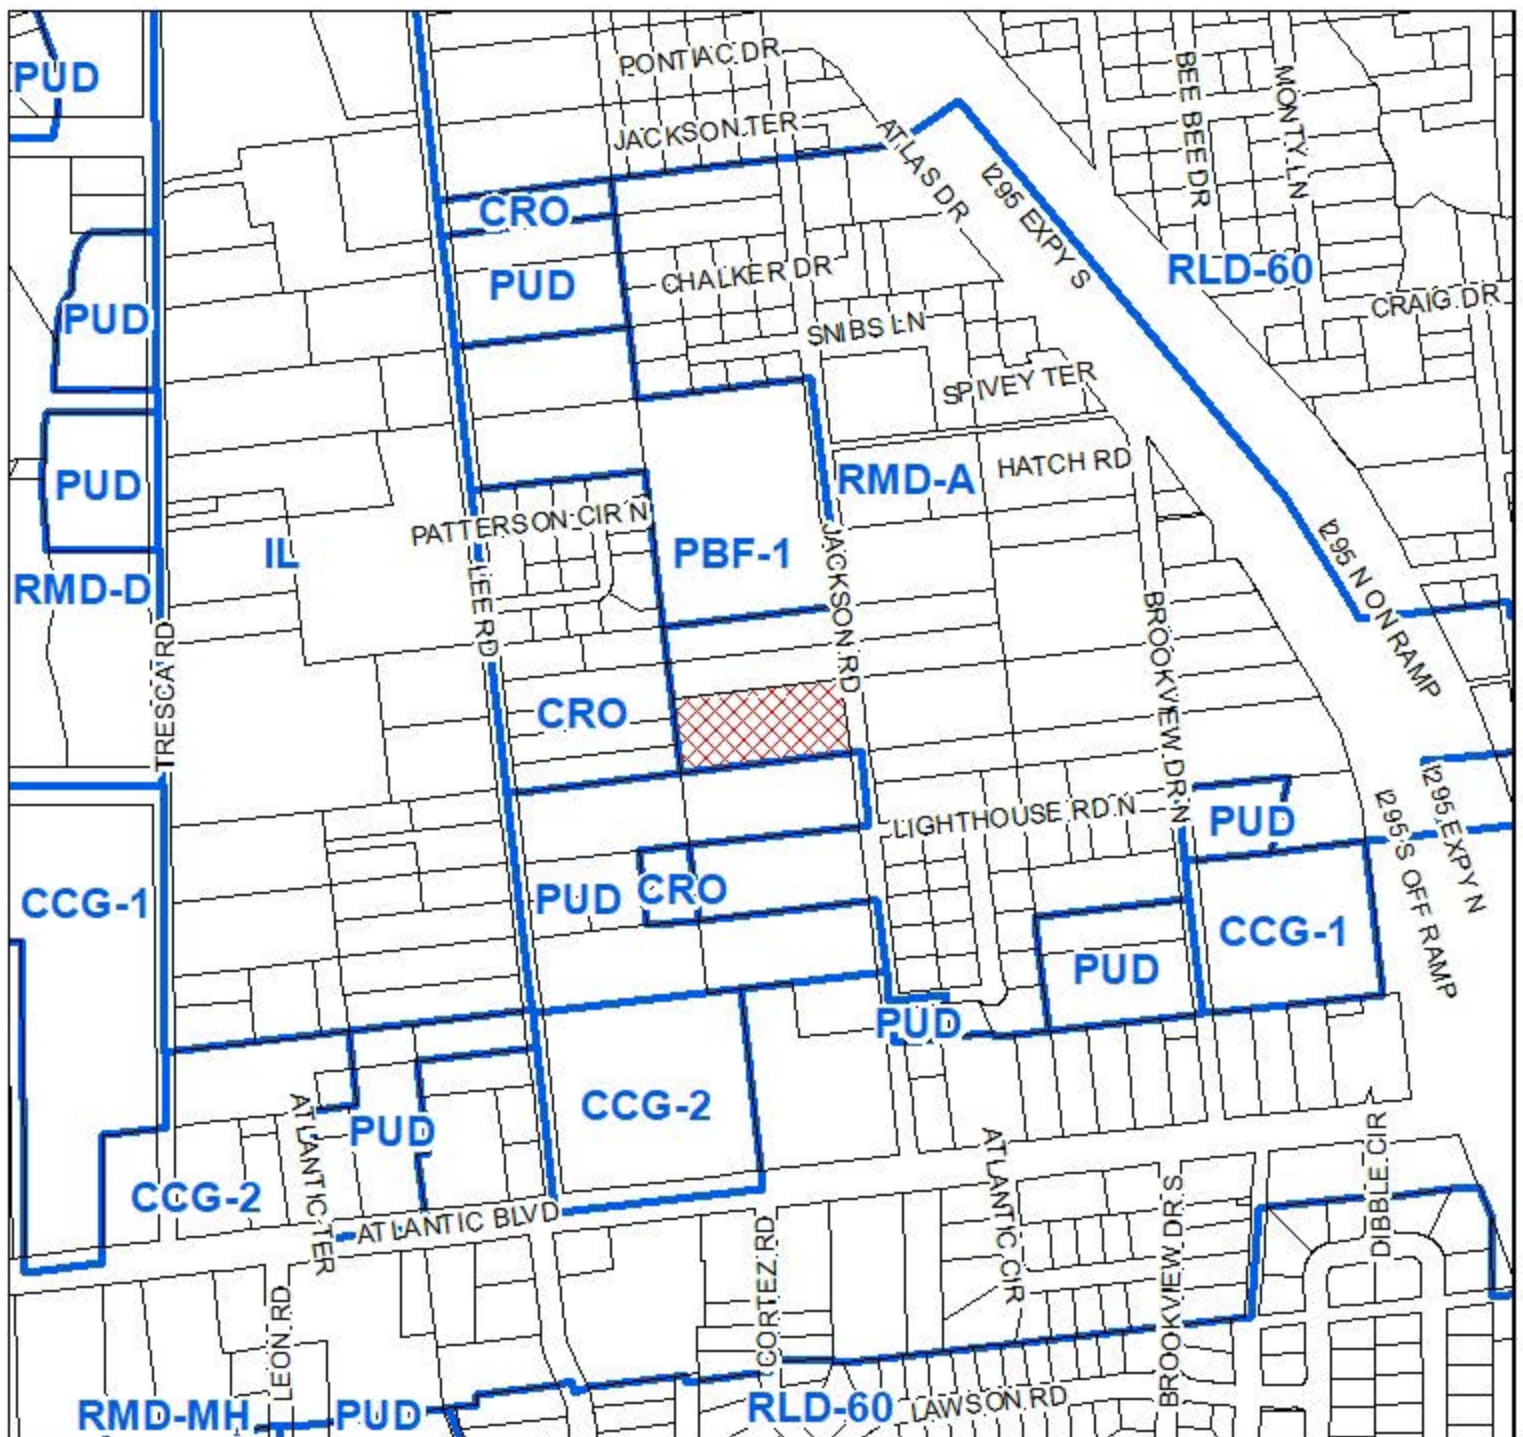 PUD
PONTIAC DR
BEE BEE DR
MONTY LN
JACKSON TER
ATLAS DR
I295 EXPY S
CRO
RLD-60
PUD
CHALKER DR
CRAIG DR
PUD
SNIBS LN
SPIVEY TER
HATCH RD
RMD-A
PUD
PATTERSON CIR N
IL
PBF-1
JACKSON RD
I295 N ON RAMP
RMD-D
LEE RD
BROOKVIEW DR N
TRESCA RD
CRO
LIGHTHOUSE RD N
PUD
I295 S OFF RAMP
I295 EXPY N
CCG-1
PUD
CRO
CCG-1
PUD
PUD
CCG-2
PUD
ATLANTIC TER
ATLANTIC CIR
DIBBLE CIR
CCG-2
ATLANTIC BLVD
CORTEZ RD
BROOKVIEW DR S
LEON RD
RMD-MH
PUD
RLD-60
LAWSON RD